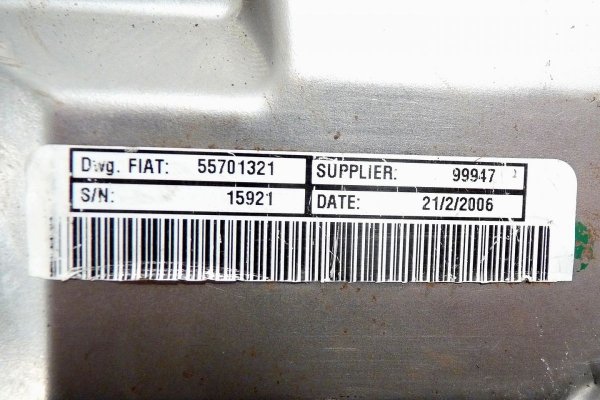 Dwg. FIAT: 55701321 SUPPLIER: 99947
S/N: 15921 DATE: 21/2/2006